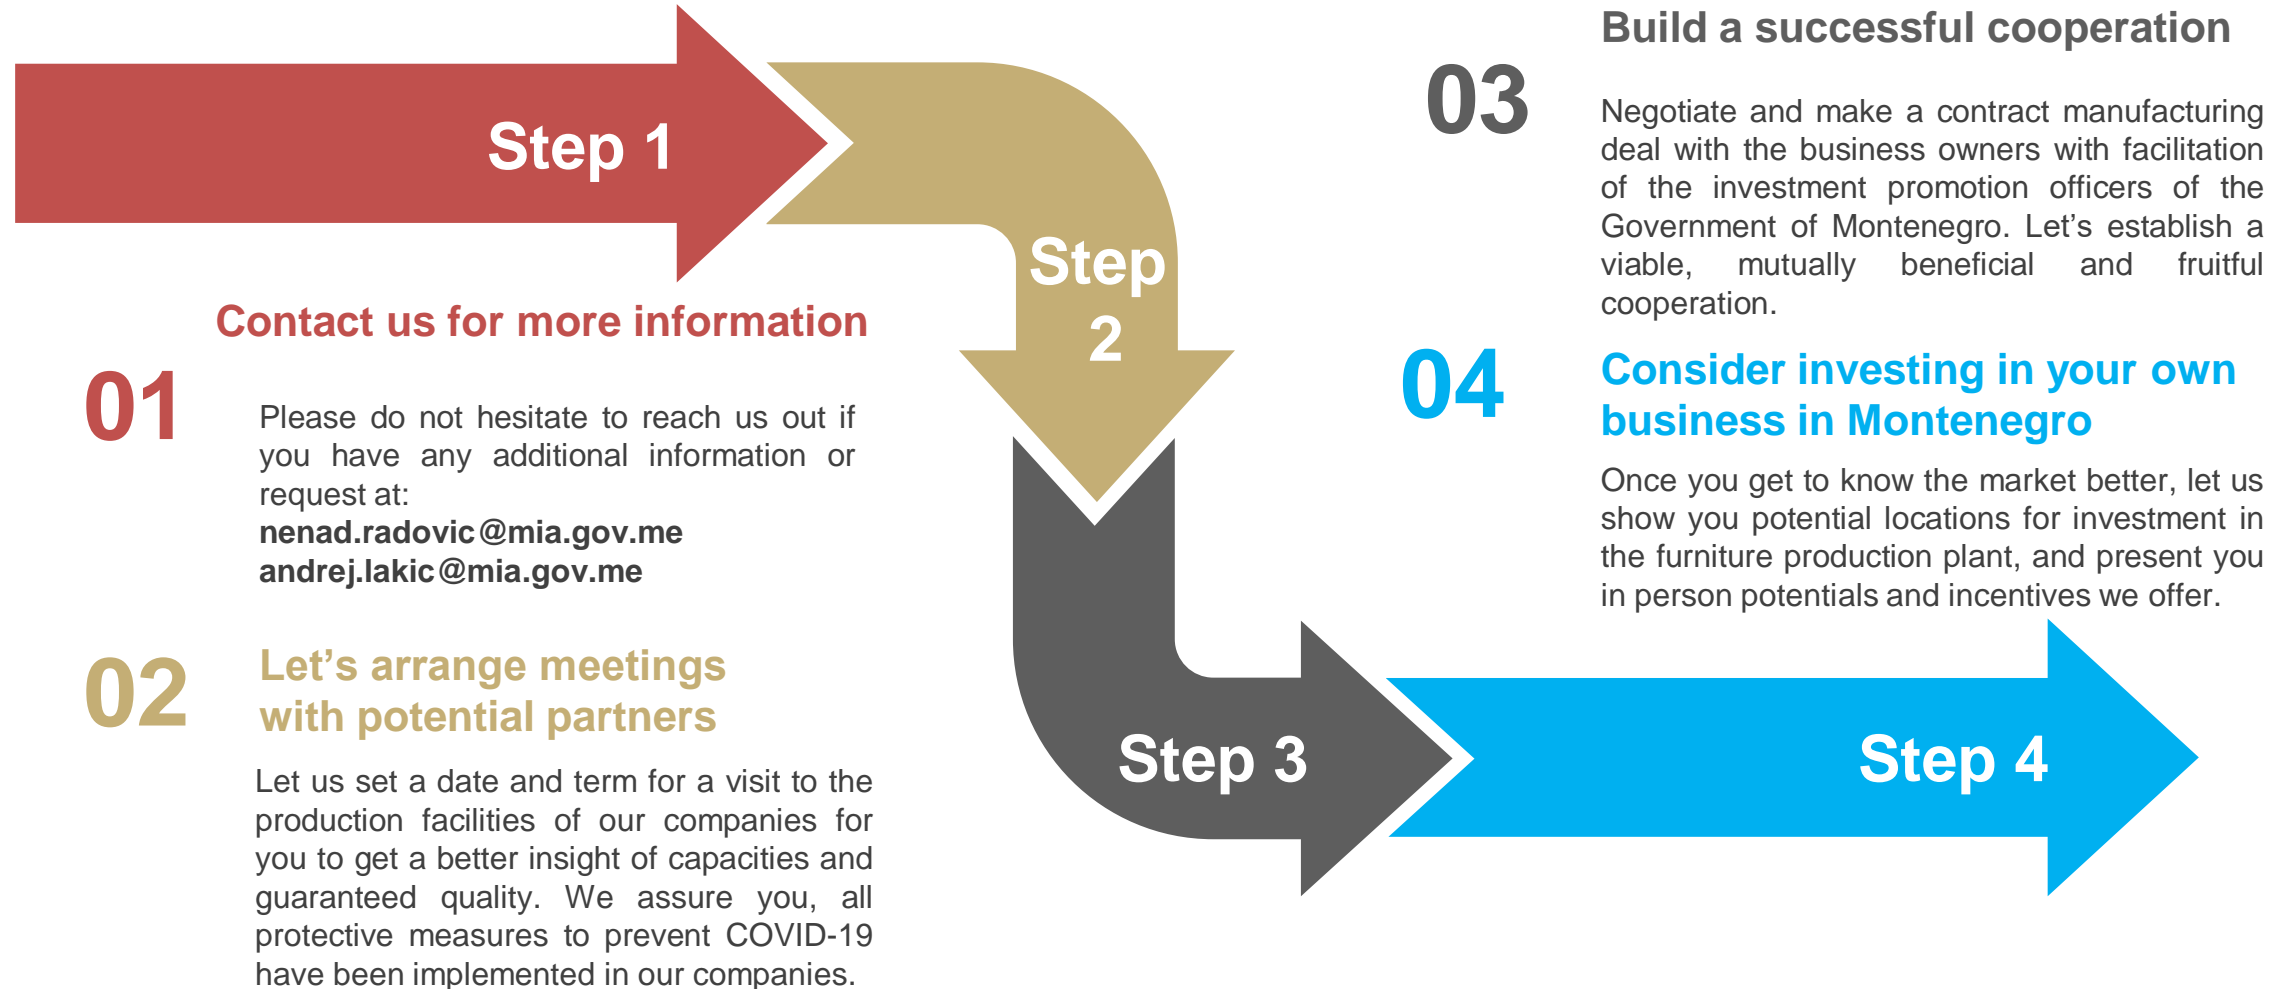 Step 1
Step
2
Step 3
Step 4
Contact us for more information
01
Please do not hesitate to reach us out if
you have any additional information or
request at:
nenad.radovic@mia.gov.me
andrej.lakic@mia.gov.me
02
Let’s arrange meetings
with potential partners
Let us set a date and term for a visit to the
production facilities of our companies for
you to get a better insight of capacities and
guaranteed quality. We assure you, all
protective measures to prevent COVID-19
have been implemented in our companies.
Build a successful cooperation
03
Negotiate and make a contract manufacturing
deal with the business owners with facilitation
of the investment promotion officers of the
Government of Montenegro. Let’s establish a
viable, mutually beneficial and fruitful
cooperation.
04
Consider investing in your own
business in Montenegro
Once you get to know the market better, let us
show you potential locations for investment in
the furniture production plant, and present you
in person potentials and incentives we offer.